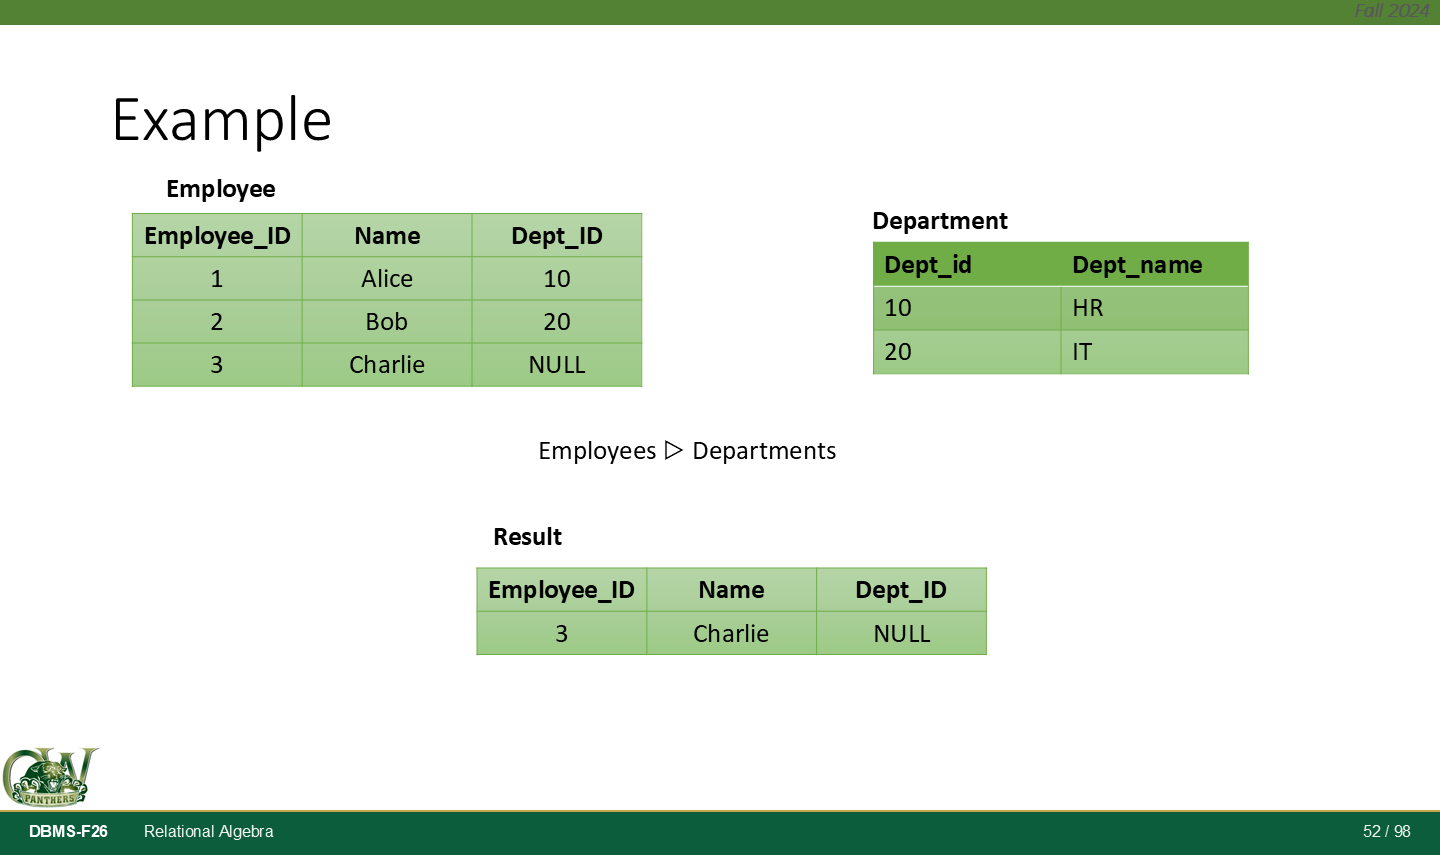 Fall 2024
Example
Employee
Employee_ID Name Dept_ID
1 Alice 10
2 Bob 20
3 Charlie NULL
Department
Dept_id Dept_name
10 HR
20 IT
Employees ▷ Departments
Result
Employee_ID Name Dept_ID
3 Charlie NULL
OW
PANTHERS
DBMS-F26 Relational Algebra 52 / 98